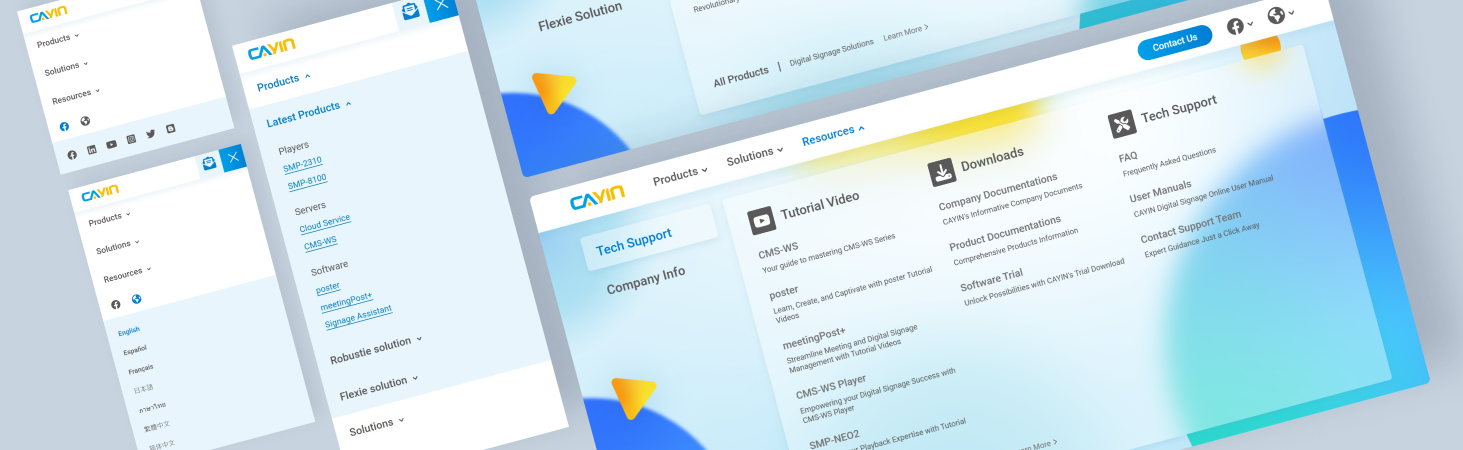 CAYIN
Products
Solutions
Resources
CAYIN
Products
Solutions
Resources
English
Español
Français
日本語
ภาษาไทย
繁體中文
简体中文
CAYIN
Products
Latest Products
Players
SMP-2310
SMP-8100
Servers
Cloud Service
CMS-WS
Software
poster
meetingPost+
Signage Assistant
Robustie solution
Flexie solution
Solutions
Flexie Solution
All Products | Digital Signage Solutions Learn More >
CAYIN
Products
Solutions
Resources
Contact Us
Tech Support
Company Info
Tutorial Video
CMS-WS
Your guide to mastering CMS-WS Series
poster
Learn, Create, and Captivate with poster Tutorial
Videos
meetingPost+
Streamline Meeting and Digital Signage
Management with Tutorial Videos
CMS-WS Player
Empowering your Digital Signage Success with
CMS-WS Player
SMP-NEO2
Playback Expertise with Tutorial
More >
Downloads
Company Documentations
CAYIN's Informative Company Documents
Product Documentations
Comprehensive Products Information
Software Trial
Unlock Possibilities with CAYIN's Trial Download
Tech Support
FAQ
Frequently Asked Questions
User Manuals
CAYIN Digital Signage Online User Manual
Contact Support Team
Expert Guidance Just a Click Away